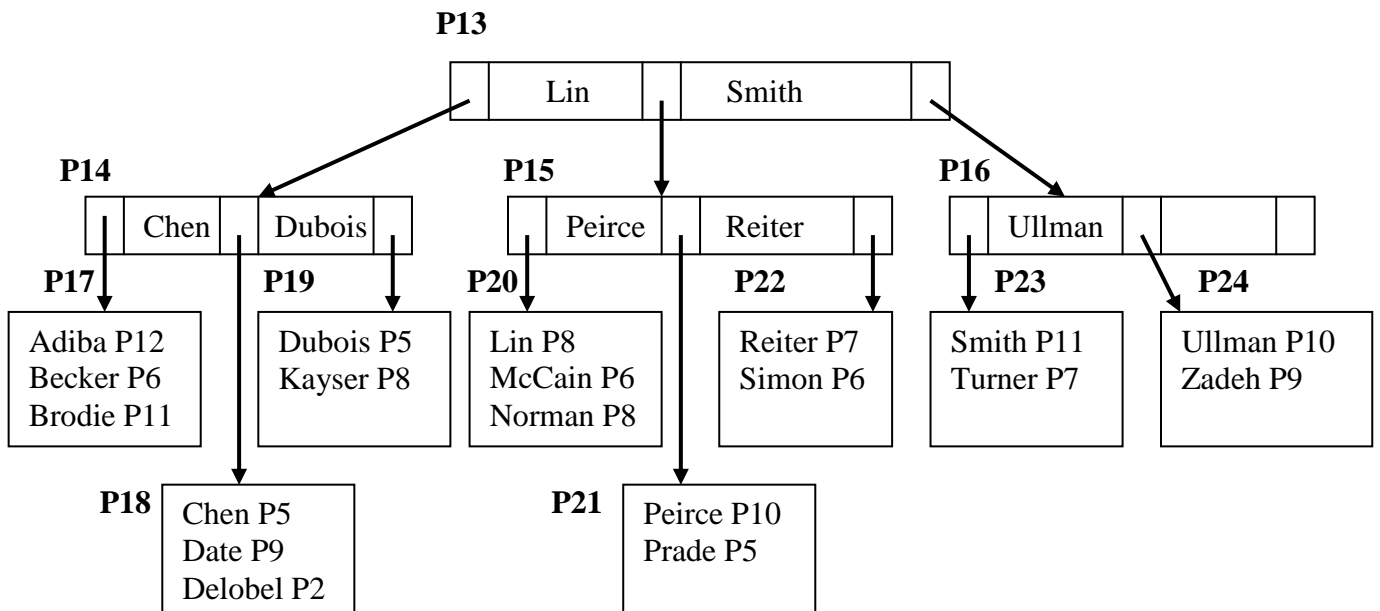 P13
Lin Smith
P14 P15 P16
Chen Dubois Peirce Reiter Ullman
P17 P19 P20 P22 P23 P24
Adiba P12
Becker P6
Brodie P11
Dubois P5
Kayser P8
Lin P8
McCain P6
Norman P8
Reiter P7
Simon P6
Smith P11
Turner P7
Ullman P10
Zadeh P9
P18
Chen P5
Date P9
Delobel P2
P21
Peirce P10
Prade P5